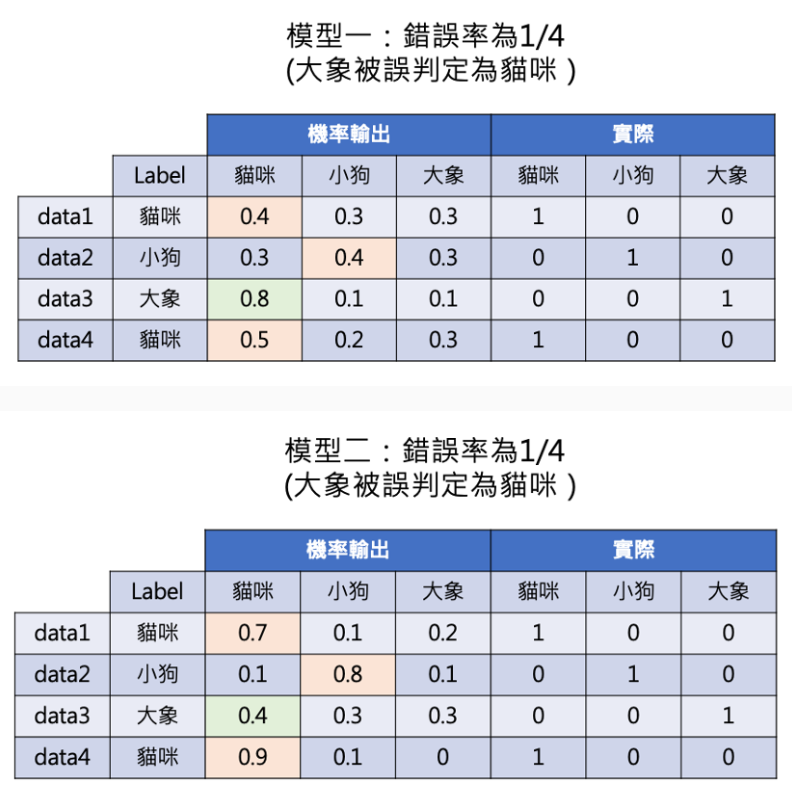 模型一：錯誤率為1/4
(大象被誤判定為貓咪）
機率輸出 實際
Label 貓咪 小狗 大象 貓咪 小狗 大象
data1 貓咪 0.4 0.3 0.3 1 0 0
data2 小狗 0.3 0.4 0.3 0 1 0
data3 大象 0.8 0.1 0.1 0 0 1
data4 貓咪 0.5 0.2 0.3 1 0 0
模型二：錯誤率為1/4
(大象被誤判定為貓咪）
機率輸出 實際
Label 貓咪 小狗 大象 貓咪 小狗 大象
data1 貓咪 0.7 0.1 0.2 1 0 0
data2 小狗 0.1 0.8 0.1 0 1 0
data3 大象 0.4 0.3 0.3 0 0 1
data4 貓咪 0.9 0.1 0 1 0 0